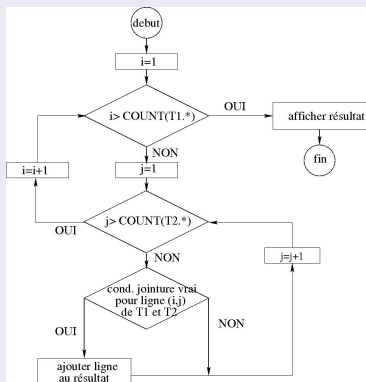 debut
i=1
i> COUNT(T1.*)
OUI
afficher résultat
NON
fin
i=i+1
j=1
j> COUNT(T2.*)
OUI
NON
j=j+1
cond. jointure vrai
pour ligne (i,j)
de T1 et T2
OUI
NON
ajouter ligne
au résultat